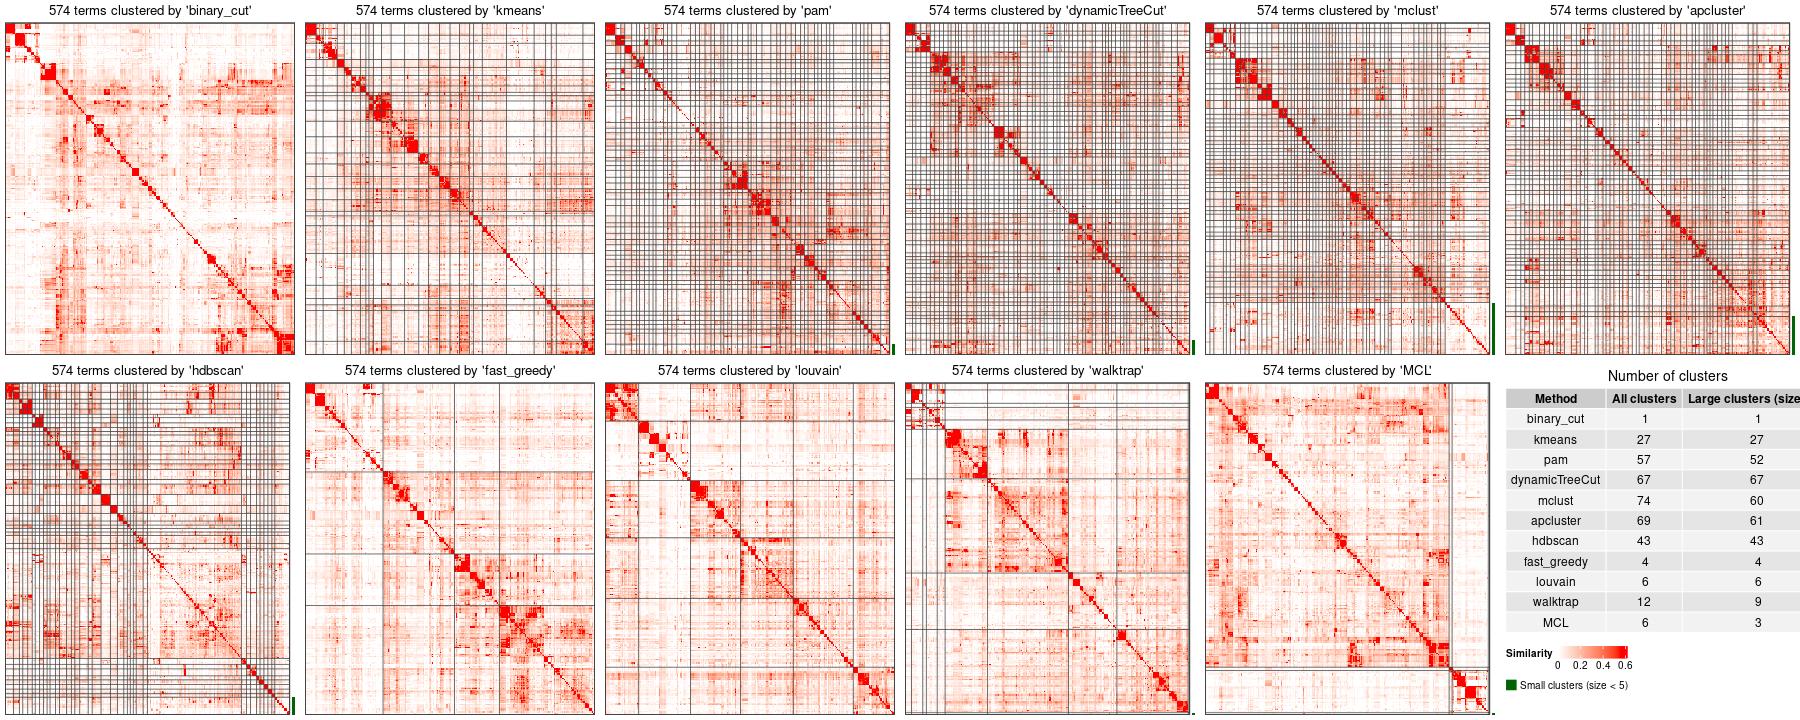 574 terms clustered by 'binary_cut'
574 terms clustered by 'kmeans'
574 terms clustered by 'pam'
574 terms clustered by 'dynamicTreeCut'
574 terms clustered by 'mclust'
574 terms clustered by 'apcluster'
574 terms clustered by 'hdbscan'
574 terms clustered by 'fast_greedy'
574 terms clustered by 'louvain'
574 terms clustered by 'walktrap'
574 terms clustered by 'MCL'
Number of clusters
Method All clusters Large clusters (size
binary_cut 1 1
kmeans 27 27
pam 57 52
dynamicTreeCut 67 67
mclust 74 60
apcluster 69 61
hdbscan 43 43
fast_greedy 4 4
louvain 6 6
walktrap 12 9
MCL 6 3
Similarity
0 0.2 0.4 0.6
Small clusters (size < 5)